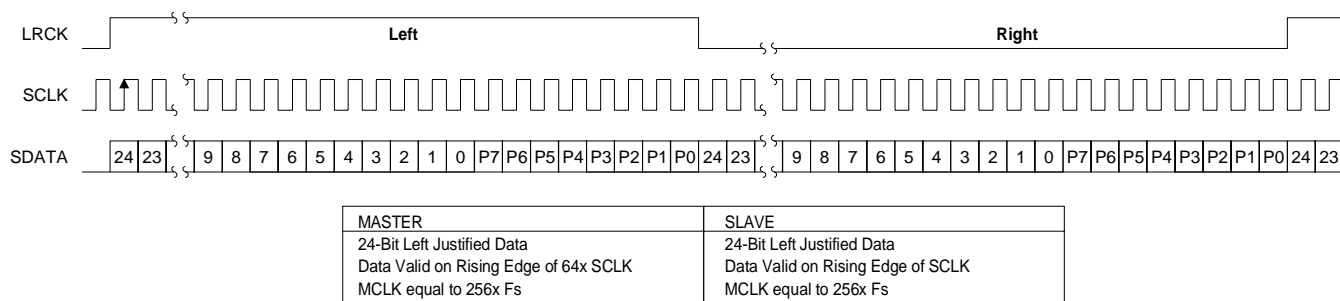 LRCK Left Right
SCLK
SDATA 24 23 9 8 7 6 5 4 3 2 1 0 P7 P6 P5 P4 P3 P2 P1 P0 24 23 9 8 7 6 5 4 3 2 1 0 P7 P6 P5 P4 P3 P2 P1 P0 24 23
MASTER SLAVE
24-Bit Left Justified Data 24-Bit Left Justified Data
Data Valid on Rising Edge of 64x SCLK Data Valid on Rising Edge of SCLK
MCLK equal to 256x Fs MCLK equal to 256x Fs